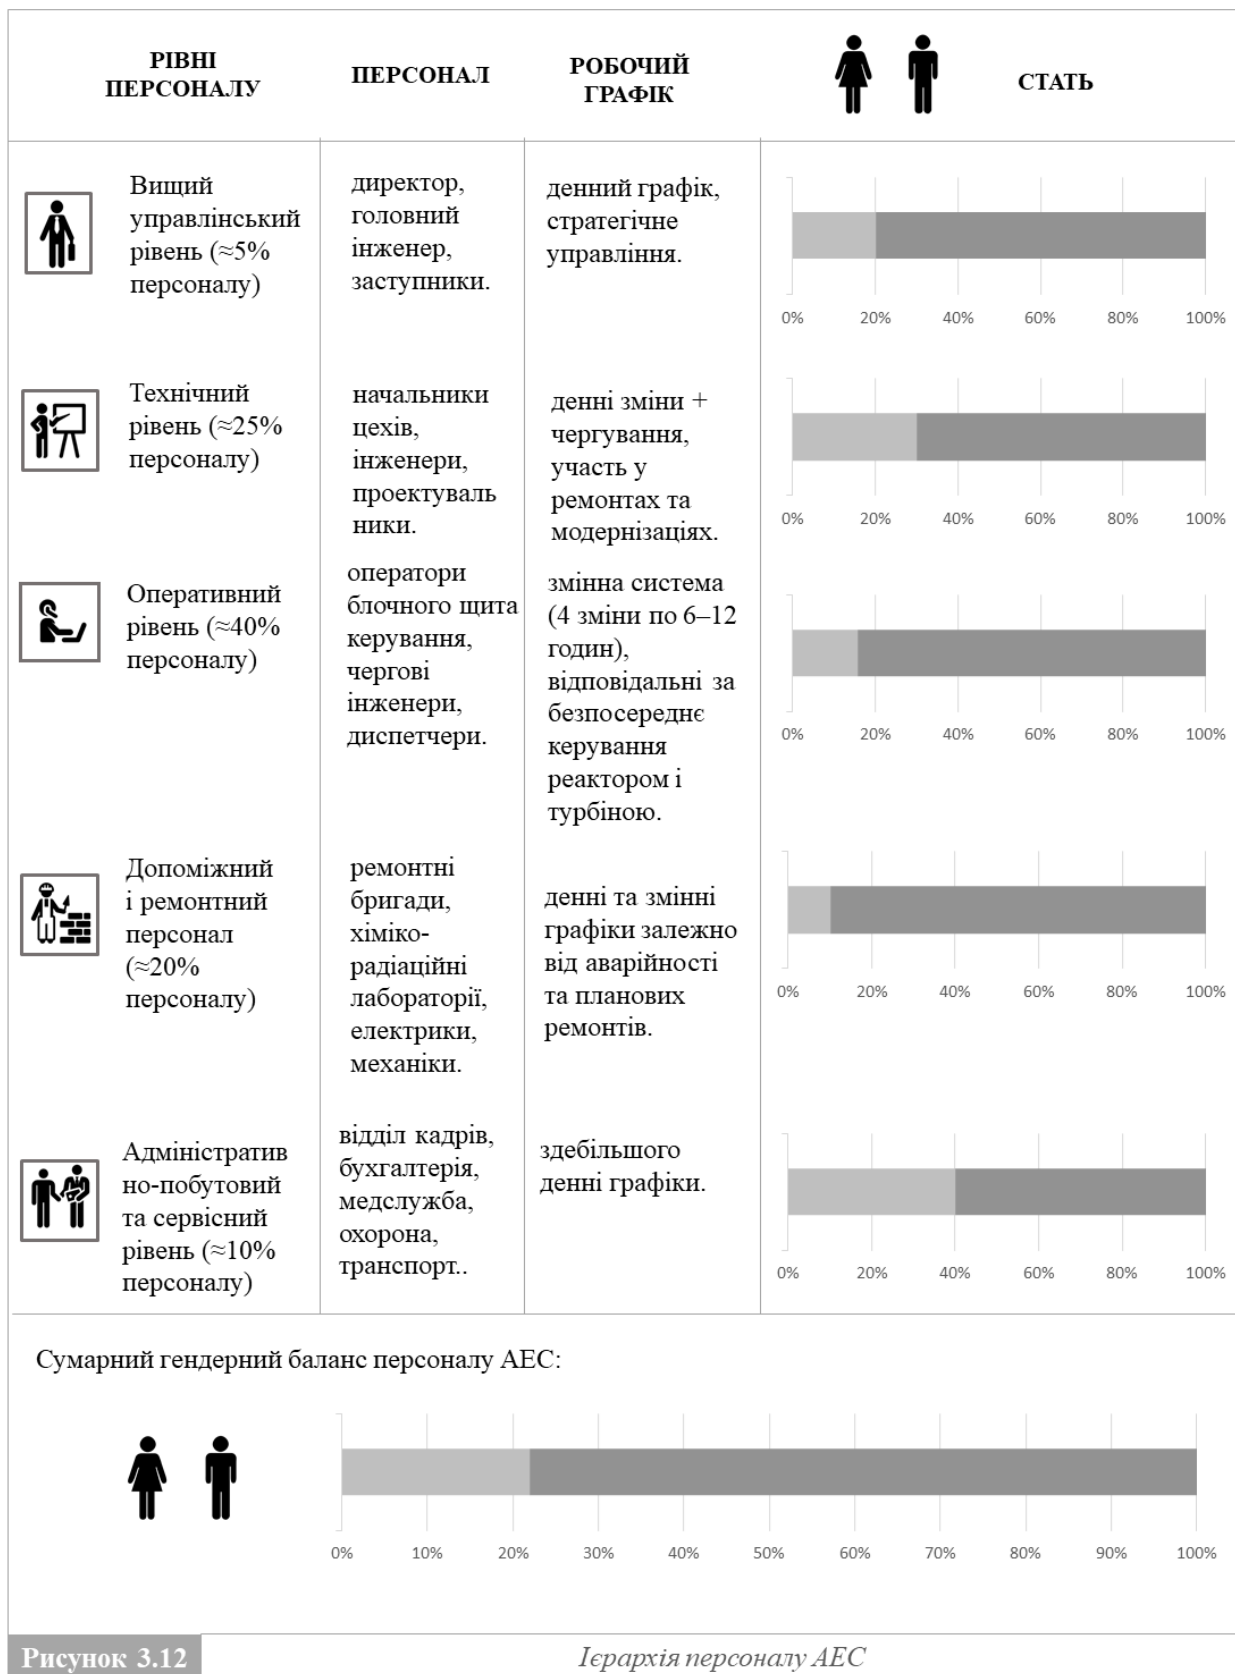 РІВНІ
ПЕРСОНАЛУ
ПЕРСОНАЛ
РОБОЧИЙ
ГРАФІК
СТАТЬ
Вищий
управлінський
рівень (≈5%
персоналу)
директор,
головний
інженер,
заступники.
денний графік,
стратегічне
управління.
0% 20% 40% 60% 80% 100%
Технічний
рівень (≈25%
персоналу)
начальники
цехів,
інженери,
проектуваль
ники.
денні зміни +
чергування,
участь у
ремонтах та
модернізаціях.
0% 20% 40% 60% 80% 100%
Оперативний
рівень (≈40%
персоналу)
оператори
блочного щита
керування,
чергові
інженери,
диспетчери.
змінна система
(4 зміни по 6–12
годин),
відповідальні за
безпосереднє
керування
реактором і
турбіною.
0% 20% 40% 60% 80% 100%
Допоміжний
і ремонтний
персонал
(≈20%
персоналу)
ремонтні
бригади,
хіміко-
радіаційні
лабораторії,
електрики,
механіки.
денні та змінні
графіки залежно
від аварійності
та планових
ремонтів.
0% 20% 40% 60% 80% 100%
Адміністратив
но-побутовий
та сервісний
рівень (≈10%
персоналу)
відділ кадрів,
бухгалтерія,
медслужба,
охорона,
транспорт..
здебільшого
денні графіки.
0% 20% 40% 60% 80% 100%
Сумарний гендерний баланс персоналу АЕС:
0% 10% 20% 30% 40% 50% 60% 70% 80% 90% 100%
Рисунок 3.12
Ієрархія персоналу АЕС